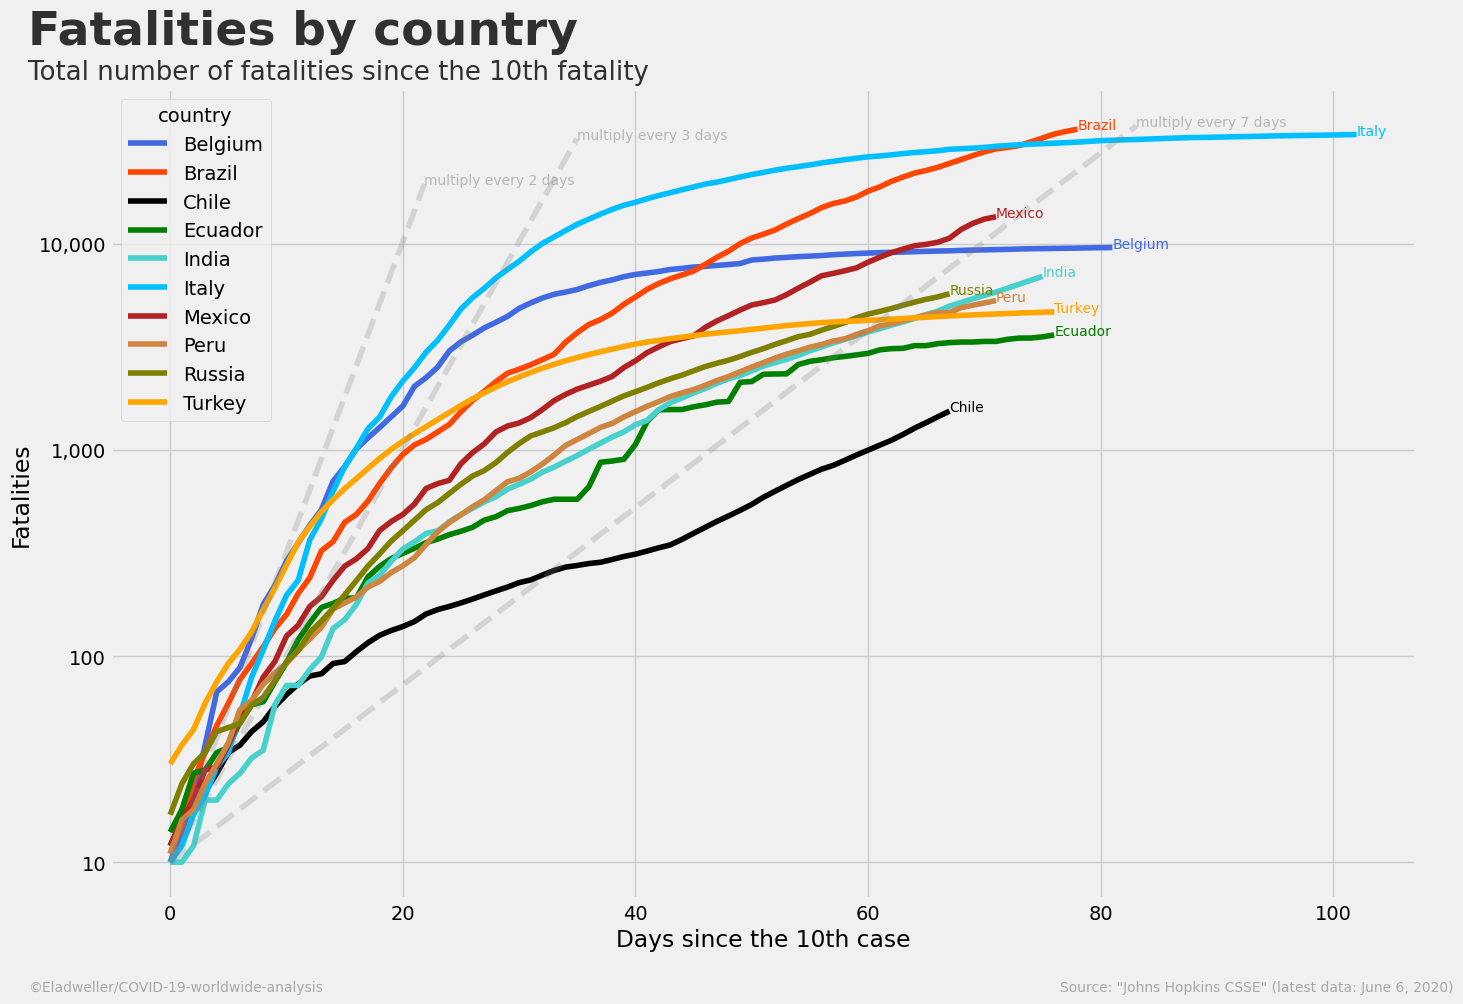 Fatalities by country
Total number of fatalities since the 10th fatality
country
Belgium
Brazil
Chile
Ecuador
India
Italy
Mexico
Peru
Russia
Turkey
multiply every 2 days
multiply every 3 days
multiply every 7 days
Brazil
Italy
Mexico
Belgium
India
Russia
Peru
Turkey
Ecuador
Chile
Fatalities
10,000
1,000
100
10
0 20 40 60 80 100
Days since the 10th case
©Eladweller/COVID-19-worldwide-analysis
Source: "Johns Hopkins CSSE" (latest data: June 6, 2020)